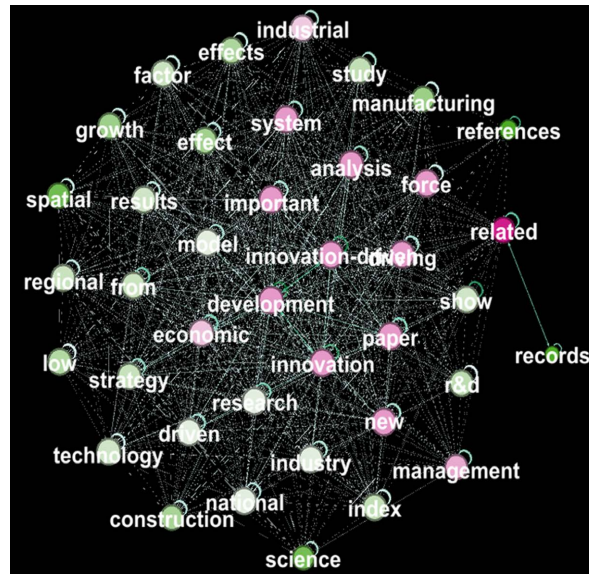 industrial
effects
factor
study
manufacturing
growth
effect
system
references
analysis
force
spatial
results
important
related
model
innovation-driven
driving
regional
from
development
show
economic
paper
records
low
strategy
innovation
r&d
research
new
driven
technology
industry
management
national
index
construction
science